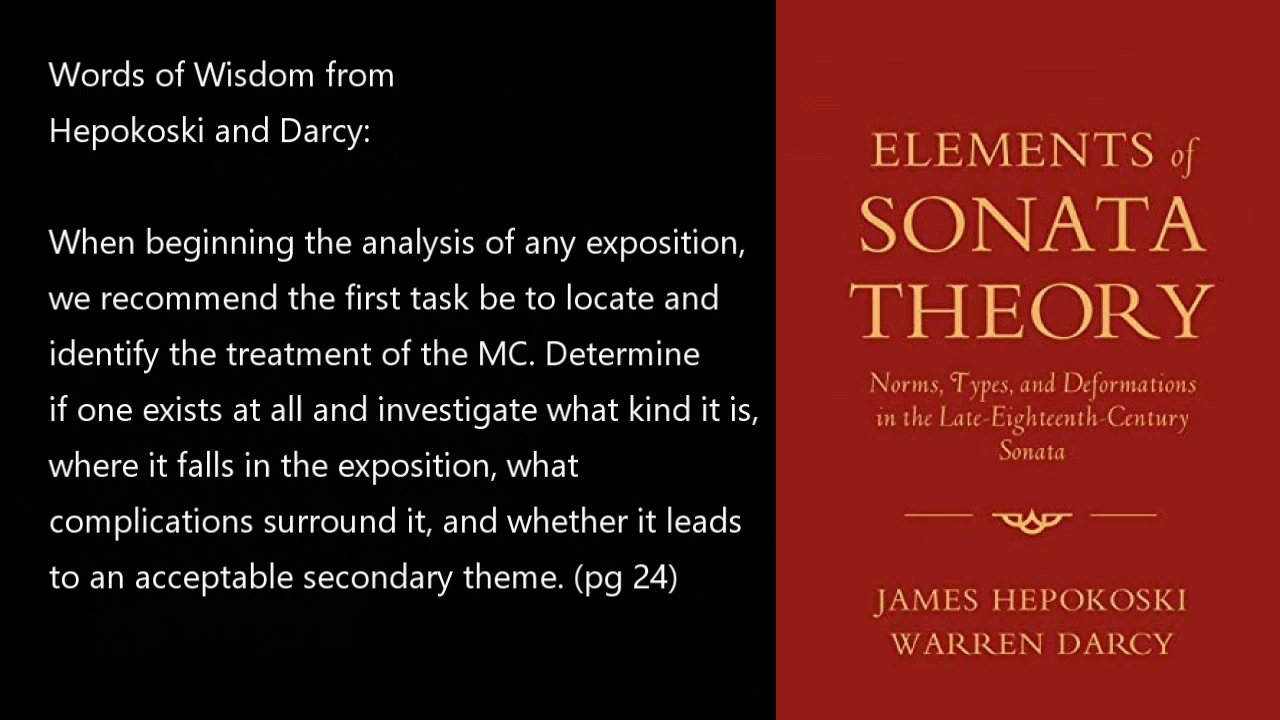 Words of Wisdom from
Hepokoski and Darcy:
When beginning the analysis of any exposition,
we recommend the first task be to locate and
identify the treatment of the MC. Determine
if one exists at all and investigate what kind it is,
where it falls in the exposition, what
complications surround it, and whether it leads
to an acceptable secondary theme. (pg 24)
ELEMENTS of
SONATA
THEORY
Norms, Types, and Deformations
in the Late-Eighteenth-Century
Sonata
JAMES HEPOKOSKI
WARREN DARCY